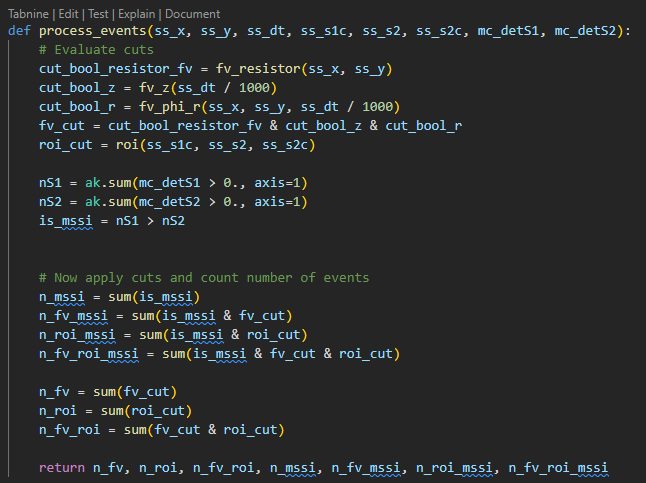 Tabnine | Edit | Test | Explain | Document
def process_events(ss_x, ss_y, ss_dt, ss_s1c, ss_s2, ss_s2c, mc_detS1, mc_detS2):
    # Evaluate cuts
    cut_bool_resistor_fv = fv_resistor(ss_x, ss_y)
    cut_bool_z = fv_z(ss_dt / 1000)
    cut_bool_r = fv_phi_r(ss_x, ss_y, ss_dt / 1000)
    fv_cut = cut_bool_resistor_fv & cut_bool_z & cut_bool_r
    roi_cut = roi(ss_s1c, ss_s2, ss_s2c)

    nS1 = ak.sum(mc_detS1 > 0., axis=1)
    nS2 = ak.sum(mc_detS2 > 0., axis=1)
    is_mssi = nS1 > nS2


    # Now apply cuts and count number of events
    n_mssi = sum(is_mssi)
    n_fv_mssi = sum(is_mssi & fv_cut)
    n_roi_mssi = sum(is_mssi & roi_cut)
    n_fv_roi_mssi = sum(is_mssi & fv_cut & roi_cut)

    n_fv = sum(fv_cut)
    n_roi = sum(roi_cut)
    n_fv_roi = sum(fv_cut & roi_cut)

    return n_fv, n_roi, n_fv_roi, n_mssi, n_fv_mssi, n_roi_mssi, n_fv_roi_mssi